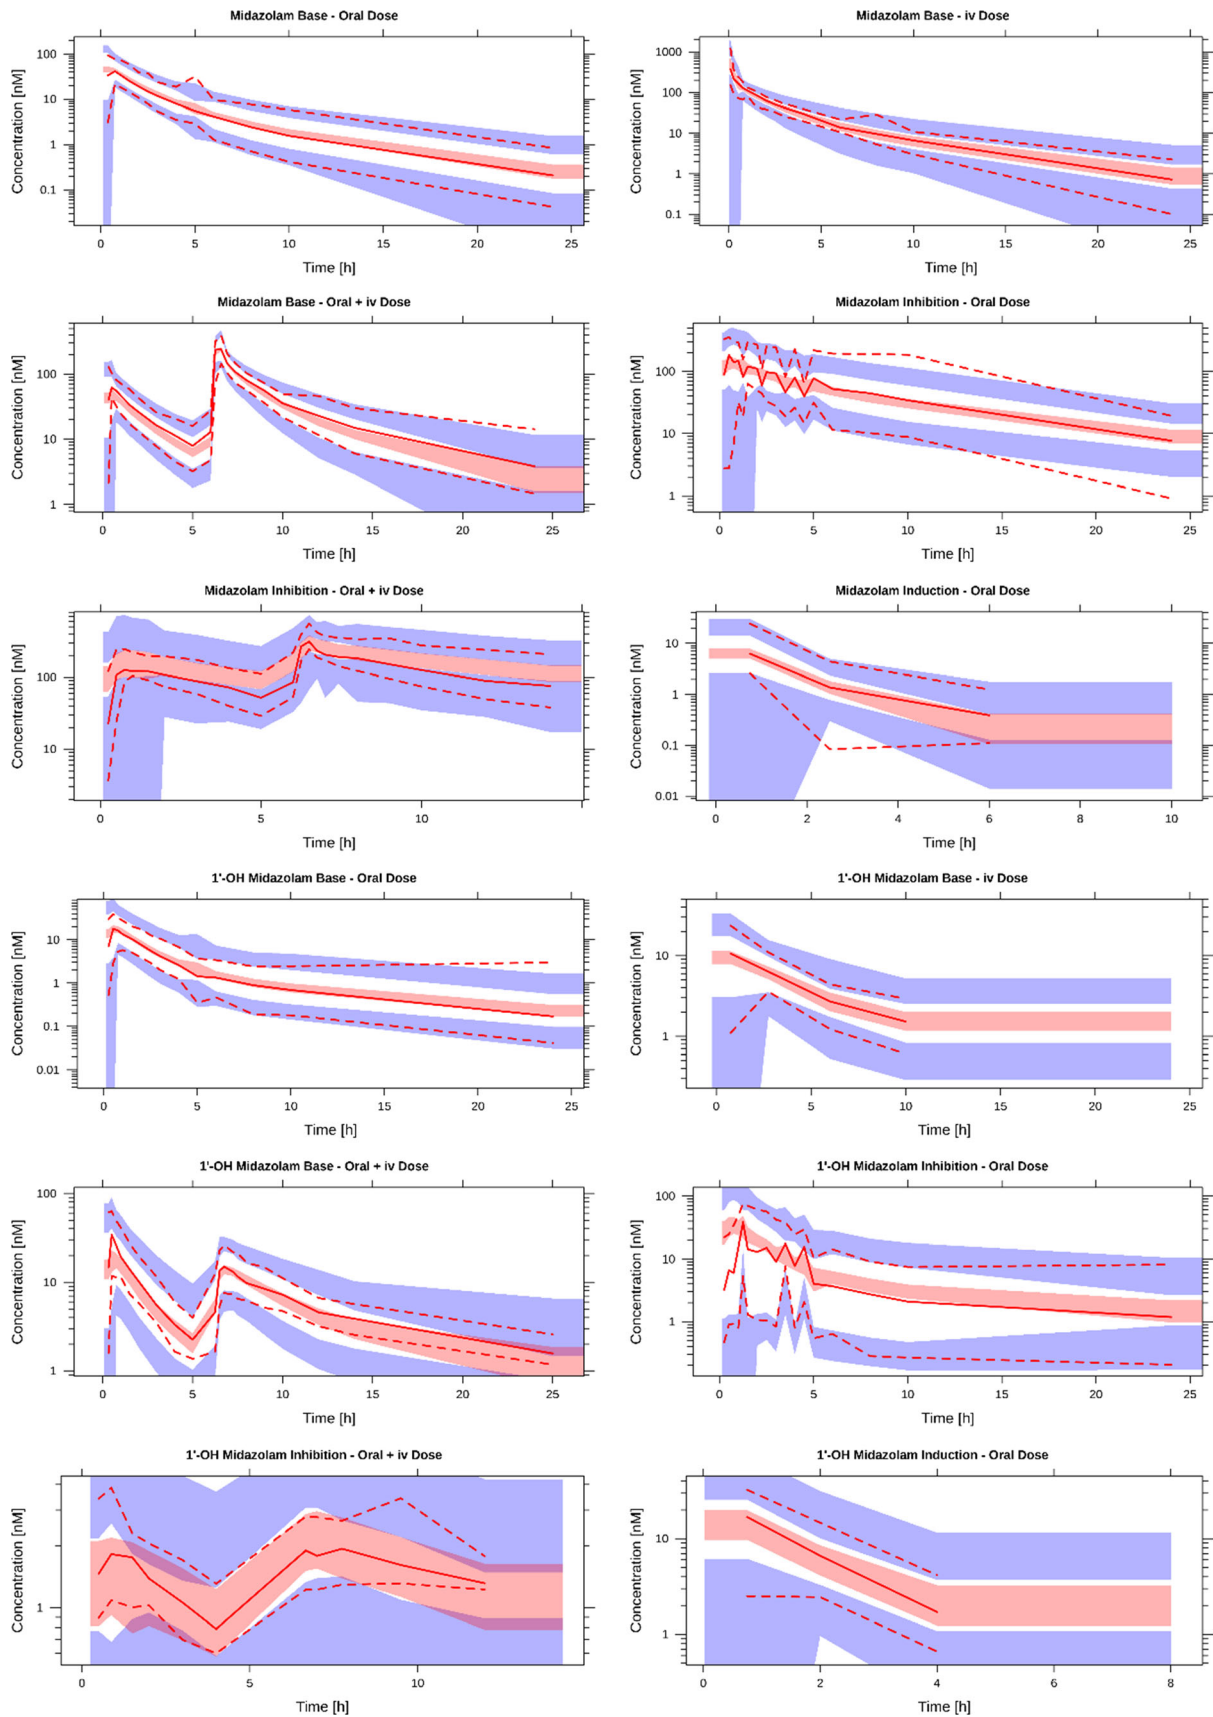 Midazolam Base - Oral Dose
Concentration [nM]
100
10
1
0.1
0 5 10 15 20 25
Time [h]
Midazolam Base - iv Dose
Concentration [nM]
1000
100
10
1
0.1
0 5 10 15 20 25
Time [h]
Midazolam Base - Oral + iv Dose
Concentration [nM]
100
10
1
0 5 10 15 20 25
Time [h]
Midazolam Inhibition - Oral Dose
Concentration [nM]
100
10
1
0 5 10 15 20 25
Time [h]
Midazolam Inhibition - Oral + iv Dose
Concentration [nM]
100
10
0 5 10
Time [h]
Midazolam Induction - Oral Dose
Concentration [nM]
10
1
0.1
0.01
0 2 4 6 8 10
Time [h]
1'-OH Midazolam Base - Oral Dose
Concentration [nM]
10
1
0.1
0.01
0 5 10 15 20 25
Time [h]
1'-OH Midazolam Base - iv Dose
Concentration [nM]
10
1
0 5 10 15 20 25
Time [h]
1'-OH Midazolam Base - Oral + iv Dose
Concentration [nM]
100
10
1
0 5 10 15 20 25
Time [h]
1'-OH Midazolam Inhibition - Oral Dose
Concentration [nM]
100
10
1
0 5 10 15 20 25
Time [h]
1'-OH Midazolam Inhibition - Oral + iv Dose
Concentration [nM]
1
0 5 10
Time [h]
1'-OH Midazolam Induction - Oral Dose
Concentration [nM]
10
1
0 2 4 6 8
Time [h]